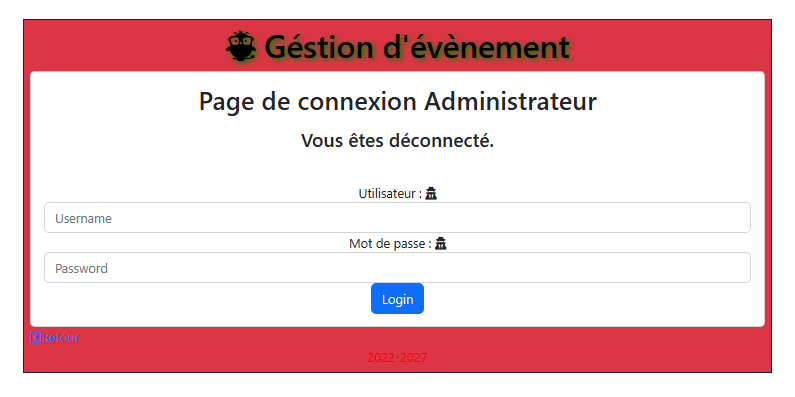 Géstion d'évènement
Page de connexion Administrateur
Vous êtes déconnecté.
Utilisateur :
Username
Mot de passe :
Password
Login
Retour
2022-2027